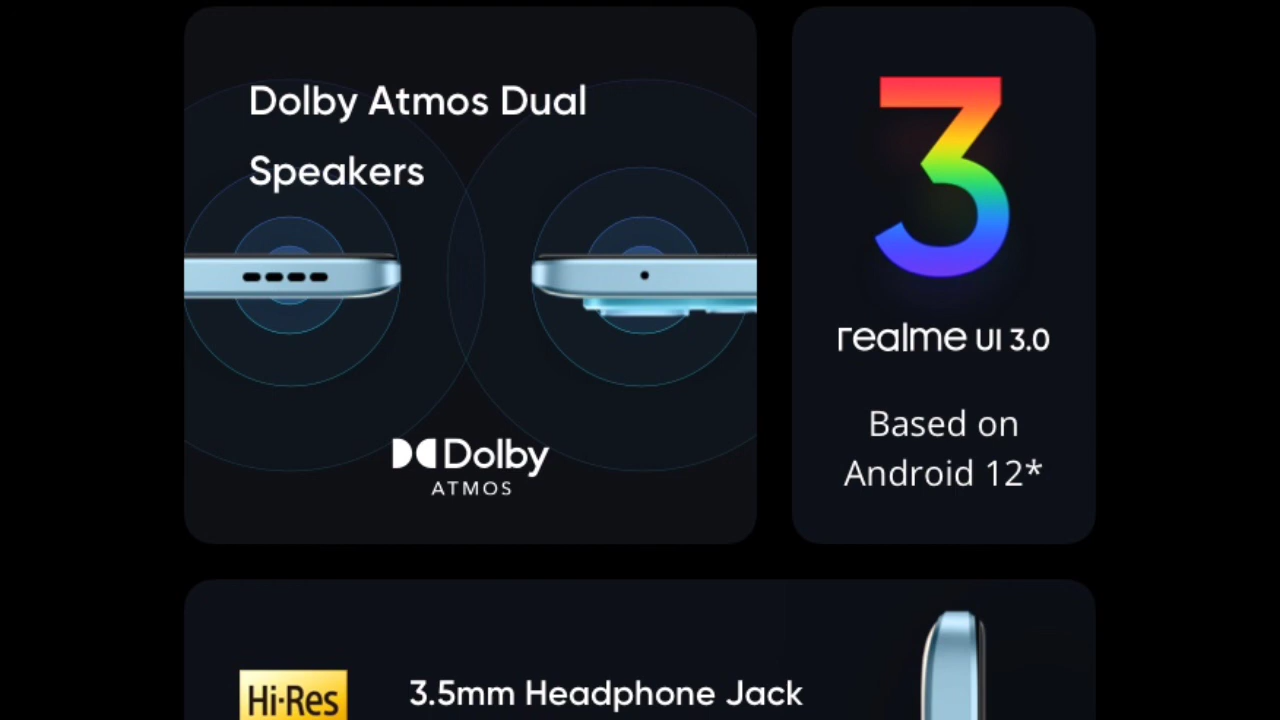 Dolby Atmos Dual
Speakers
Dolby
ATMOS
3
realme UI 3.0
Based on
Android 12*
Hi-Res
3.5mm Headphone Jack